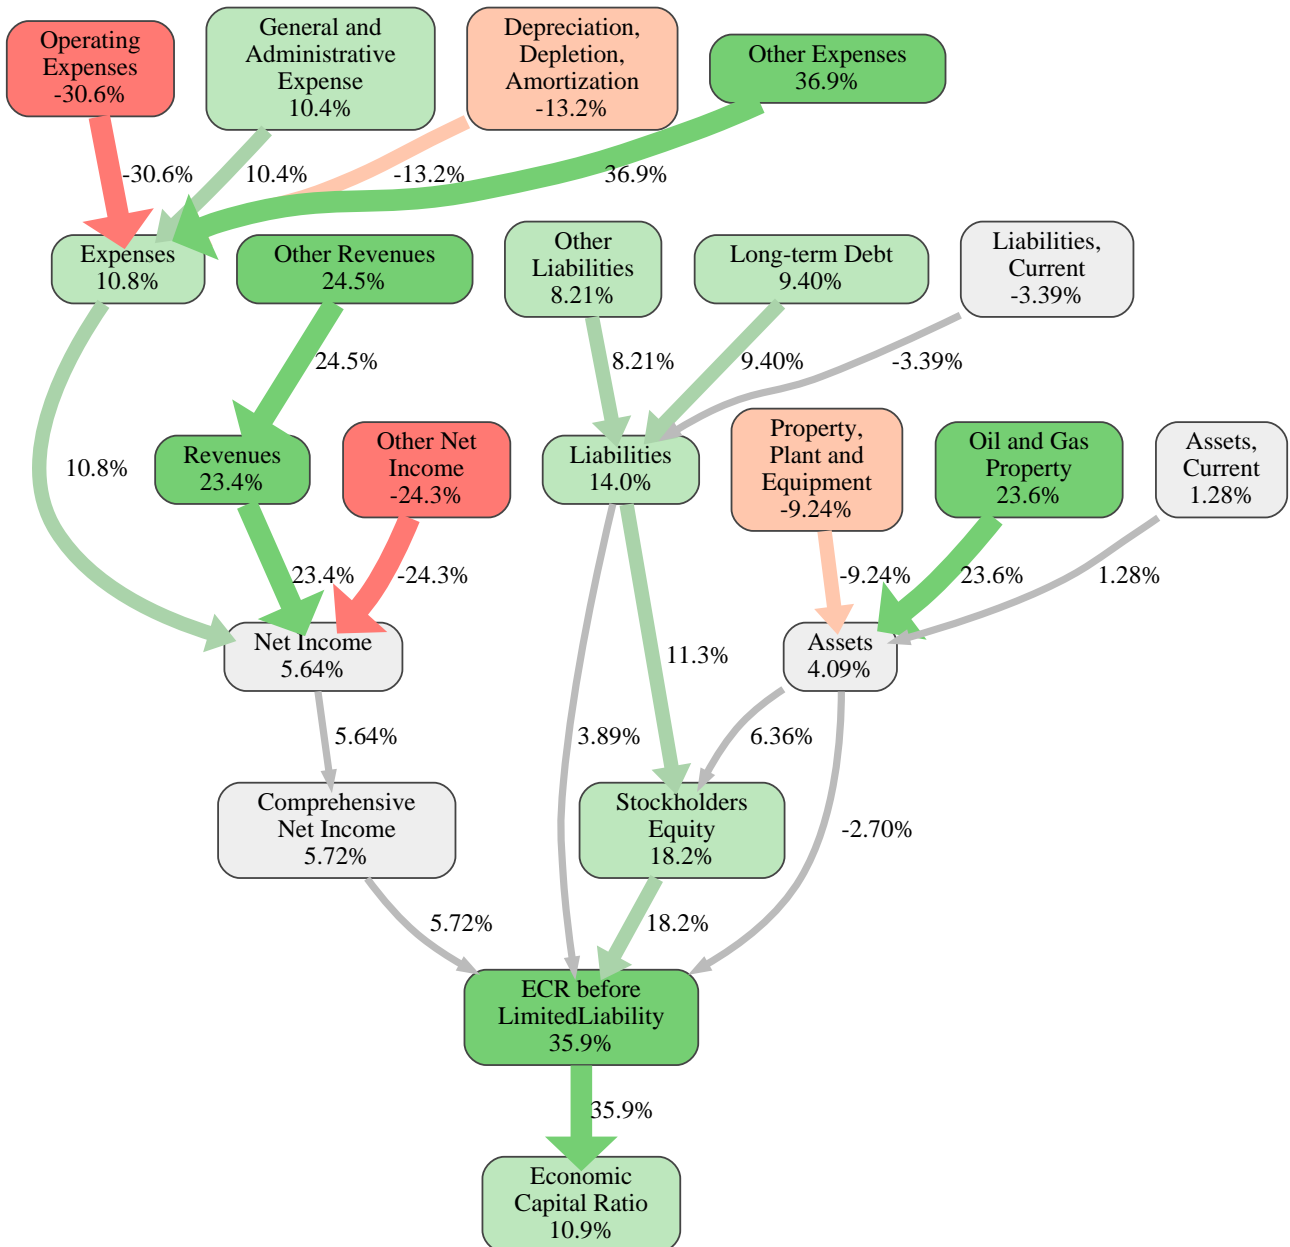 Operating
Expenses
-30.6%
General and
Administrative
Expense
10.4%
Depreciation,
Depletion,
Amortization
-13.2%
Other Expenses
36.9%
-30.6%
10.4%
-13.2%
36.9%
Expenses
10.8%
Other Revenues
24.5%
Other
Liabilities
8.21%
Long-term Debt
9.40%
Liabilities,
Current
-3.39%
24.5%
8.21%
9.40%
-3.39%
10.8%
Revenues
23.4%
Other Net
Income
-24.3%
Liabilities
14.0%
Property,
Plant and
Equipment
-9.24%
Oil and Gas
Property
23.6%
Assets,
Current
1.28%
23.4%
-24.3%
-9.24%
23.6%
1.28%
Net Income
5.64%
11.3%
Assets
4.09%
5.64%
3.89%
6.36%
Comprehensive
Net Income
5.72%
Stockholders
Equity
18.2%
-2.70%
5.72%
18.2%
ECR before
LimitedLiability
35.9%
35.9%
Economic
Capital Ratio
10.9%